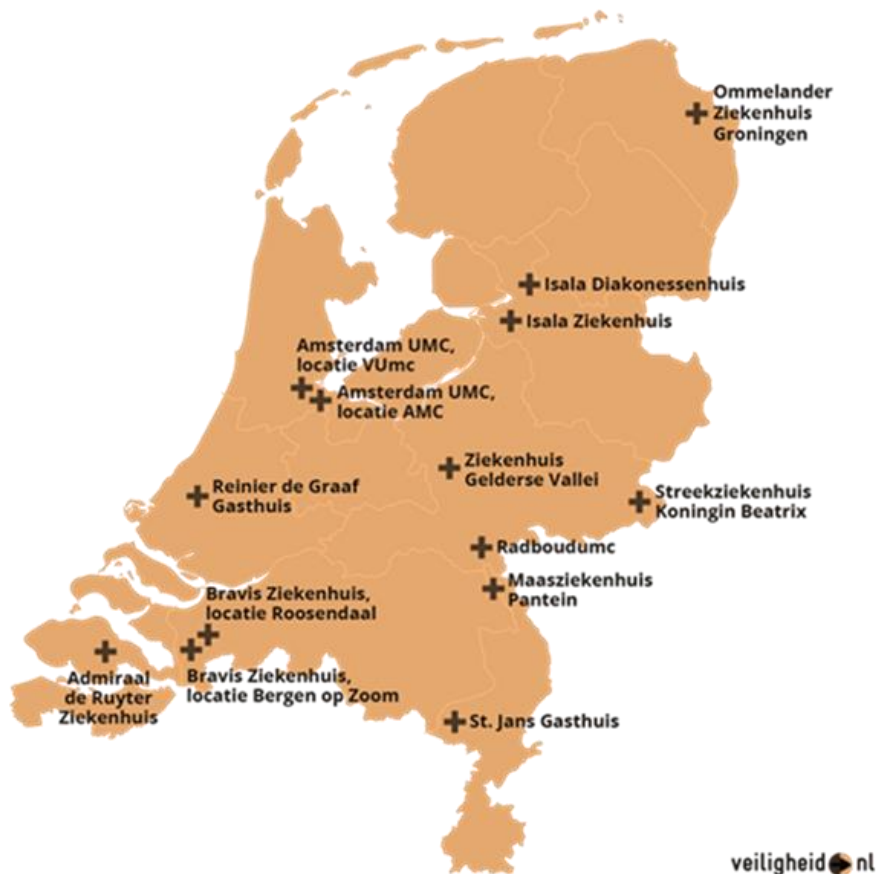 Ommelander
Ziekenhuis
Groningen
Isala Diakonessenhuis
Isala Ziekenhuis
Amsterdam UMC,
locatie VUmc
Amsterdam UMC,
locatie AMC
Ziekenhuis
Gelderse Vallei
Reinier de Graaf
Gasthuis
Streekziekenhuis
Koningin Beatrix
Radboudumc
Maasziekenhuis
Pantein
Bravis Ziekenhuis,
locatie Roosendaal
Admiraal
de Ruyter
Ziekenhuis
Bravis Ziekenhuis,
locatie Bergen op Zoom
St. Jans Gasthuis
veiligheid nl